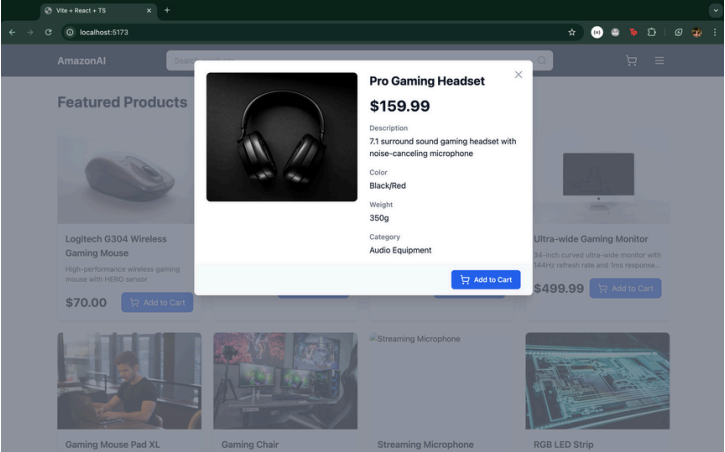 Vite + React + TS
localhost:5173
AmazonAI
Featured Products
Pro Gaming Headset
$159.99
Description
7.1 surround sound gaming headset with
noise-canceling microphone
Color
Black/Red
Weight
350g
Category
Audio Equipment
Add to Cart
Logitech G304 Wireless
Gaming Mouse
High-performance wireless gaming
mouse with HERO sensor
$70.00
Add to Cart
Ultra-wide Gaming Monitor
34-inch curved ultra-wide monitor with
144Hz refresh rate and 1ms response...
$499.99
Add to Cart
Streaming Microphone
Gaming Mouse Pad XL
Gaming Chair
Streaming Microphone
RGB LED Strip